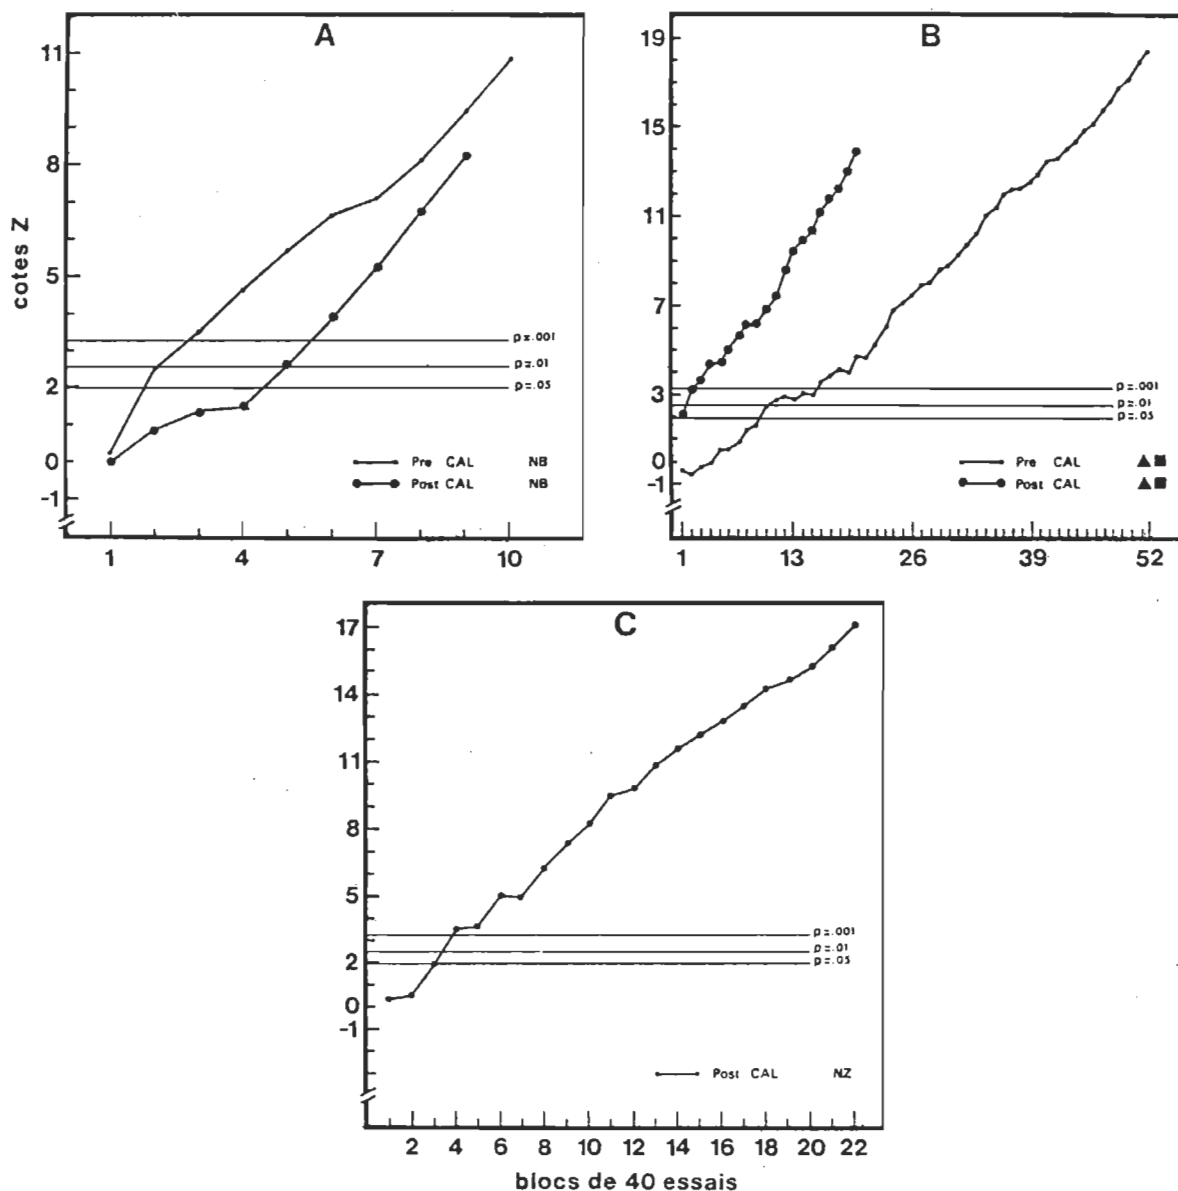 A
11
8
5
2
0
-1
cotes Z
p=.001
p=.01
p=.05
Pre CAL NB
Post CAL NB
1 4 7 10
B
19
15
11
7
3
0
-1
p=.001
p=.01
p=.05
Pre CAL ▲■
Post CAL ▲■
1 13 26 39 52
C
17
14
11
8
5
2
0
-1
p=.001
p=.01
p=.05
Post CAL NZ
2 4 6 8 10 12 14 16 18 20 22
blocs de 40 essais